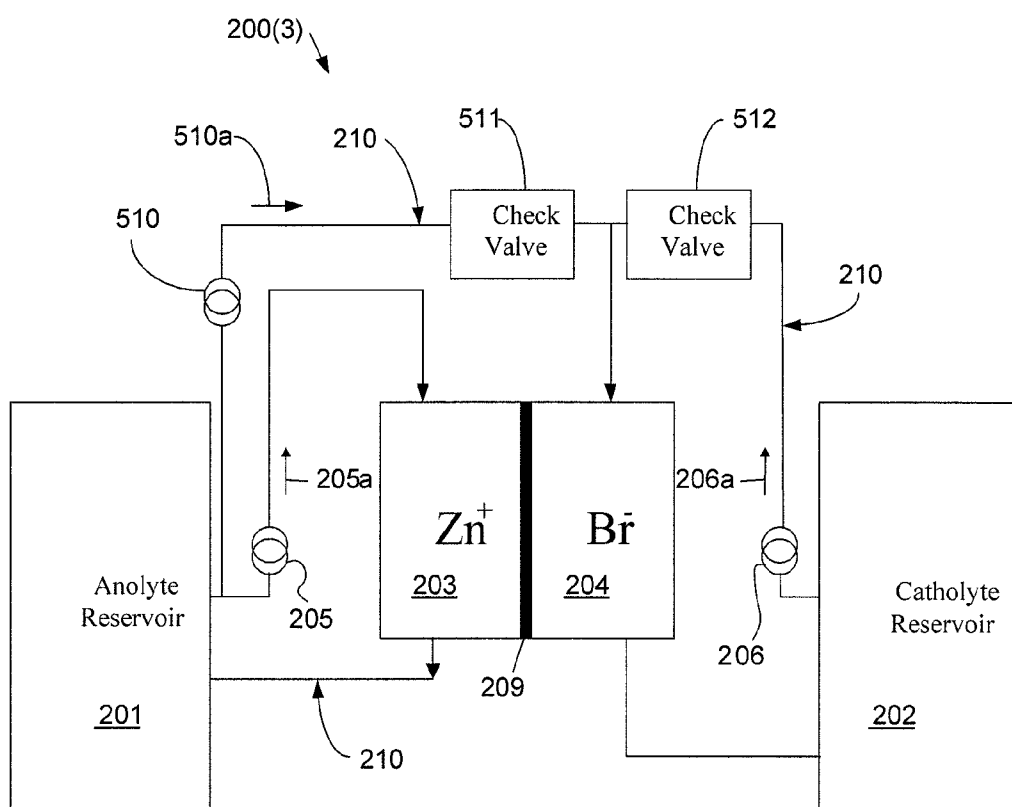 200(3)
510a
210
511
512
510
Check
Valve
Check
Valve
210
205a
206a
Zn+
Br-
203
204
Anolyte
Reservoir
Catholyte
Reservoir
205
206
209
201
202
210